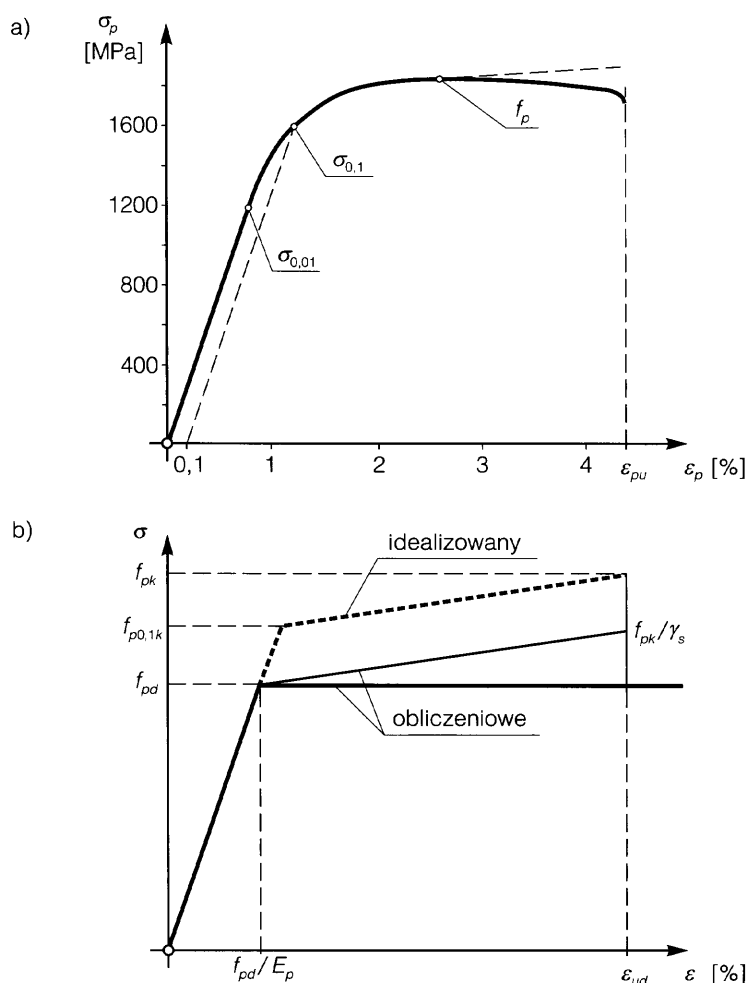 a)
σp
[MPa]
1600
1200
800
400
fp
σ0,1
σ0,01
0,1
1
2
3
4
εpu
εp [%]
b)
σ
idealizowany
fpk
fp0,1k
fpk/γs
fpd
obliczeniowe
fpd/Ep
εud
ε [%]